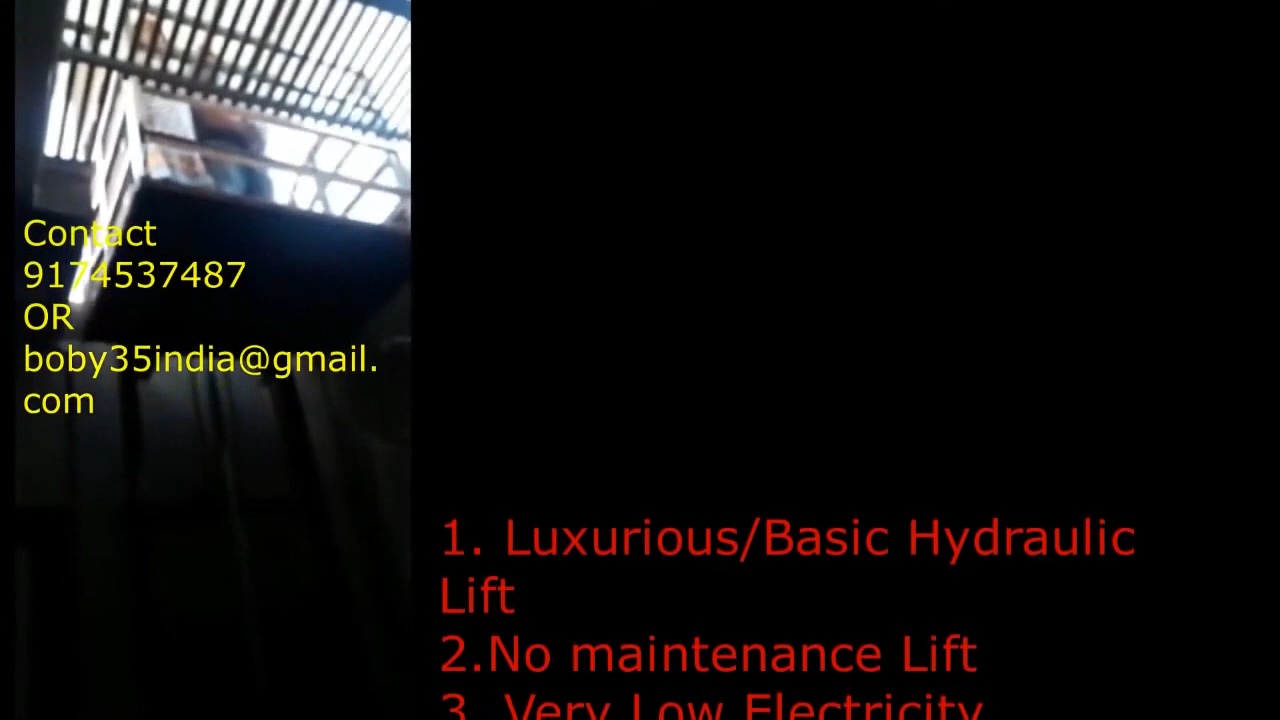 Contact
9174537487
OR
boby35india@gmail.
com
1. Luxurious/Basic Hydraulic
Lift
2.No maintenance Lift
3. Very Low Electricity